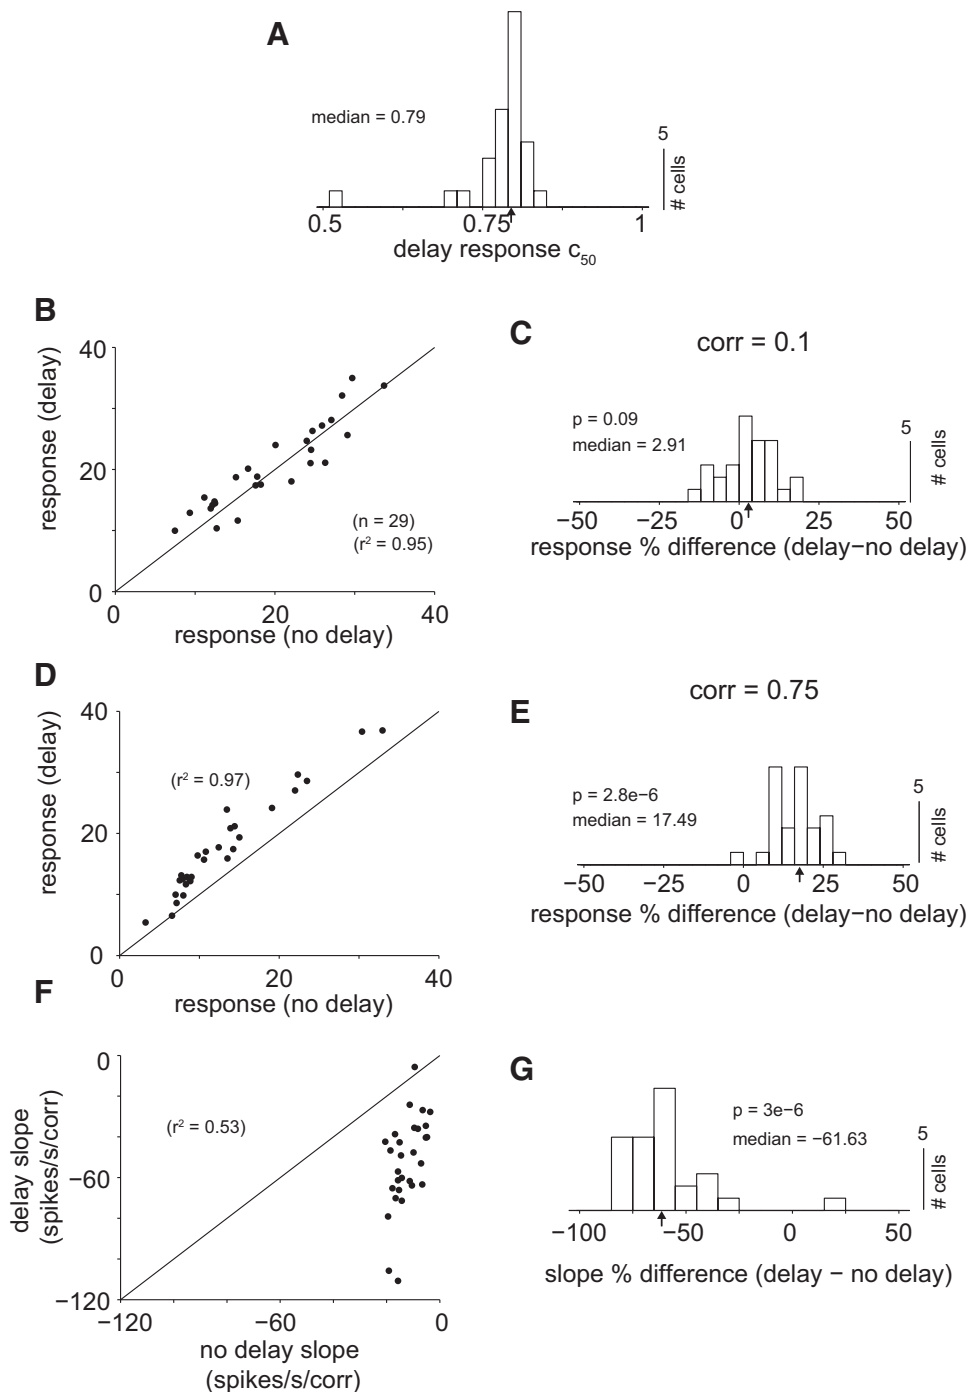 A
median = 0.79
5
# cells
0.5
0.75
1
delay response c50
B
40
20
0
response (delay)
(n = 29)
(r² = 0.95)
0
20
40
response (no delay)
C
corr = 0.1
p = 0.09
median = 2.91
5
# cells
−50
−25
0
25
50
response % difference (delay−no delay)
D
40
20
0
response (delay)
(r² = 0.97)
0
20
40
response (no delay)
corr = 0.75
E
p = 2.8e−6
median = 17.49
5
# cells
−50
−25
0
25
50
response % difference (delay−no delay)
F
0
−60
−120
delay slope
(spikes/s/corr)
(r² = 0.53)
−120
−60
0
no delay slope
(spikes/s/corr)
G
p = 3e−6
median = −61.63
5
# cells
−100
−50
0
50
slope % difference (delay − no delay)